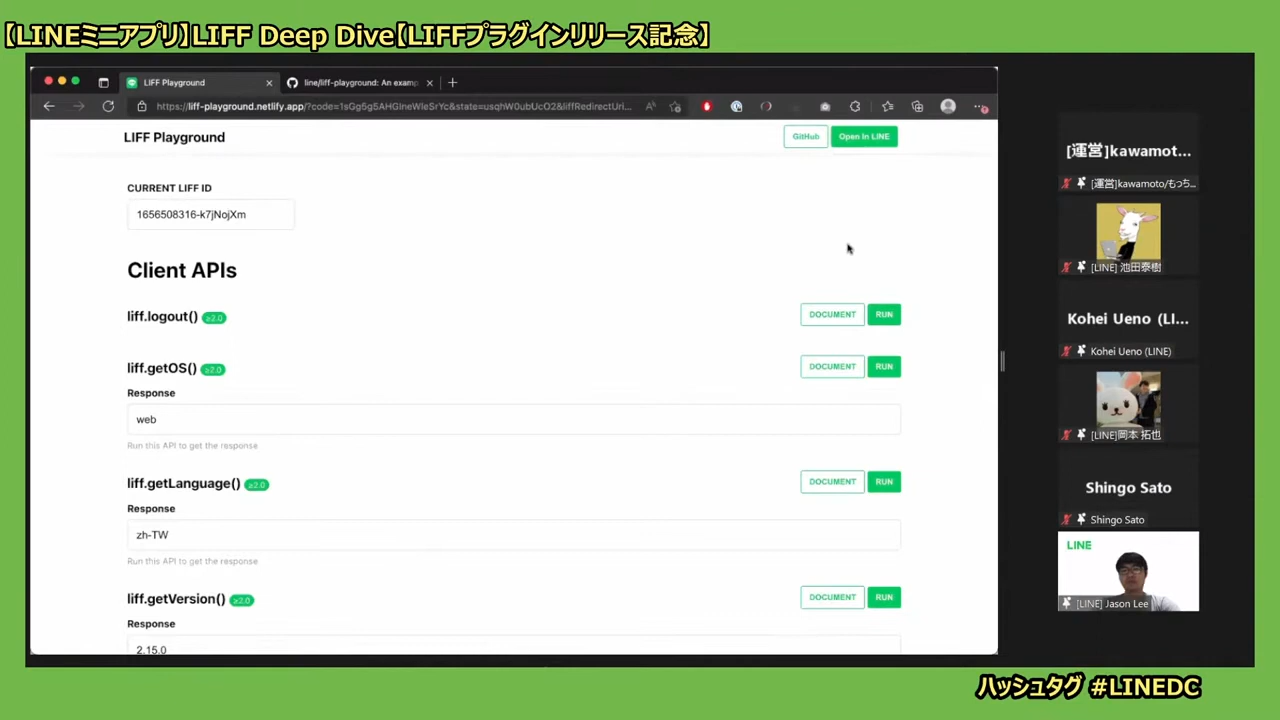 【LINEミニアプリ】LIFF Deep Dive【LIFFプラグインリリース記念】
LIFF Playground
line/liff-playground: An examp
https://liff-playground.netlify.app/?code=1sGg6g5AHGIneWIeSrYc&state=usqhW0ubUcO2&liffRedirectUri...
LIFF Playground
GitHub
Open in LINE
CURRENT LIFF ID
1656508316-k7jNojXm
Client APIs
liff.logout() ≥2.0
DOCUMENT
RUN
liff.getOS() ≥2.0
DOCUMENT
RUN
Response
web
Run this API to get the response
liff.getLanguage() ≥2.0
DOCUMENT
RUN
Response
zh-TW
Run this API to get the response
liff.getVersion() ≥2.0
DOCUMENT
RUN
Response
2.15.0
[運営]kawamot...
[運営]kawamoto/もっち...
[LINE] 池田泰樹
Kohei Ueno (LI...
Kohei Ueno (LINE)
[LINE]岡本 拓也
Shingo Sato
Shingo Sato
LINE
[LINE] Jason Lee
ハッシュタグ #LINEDC